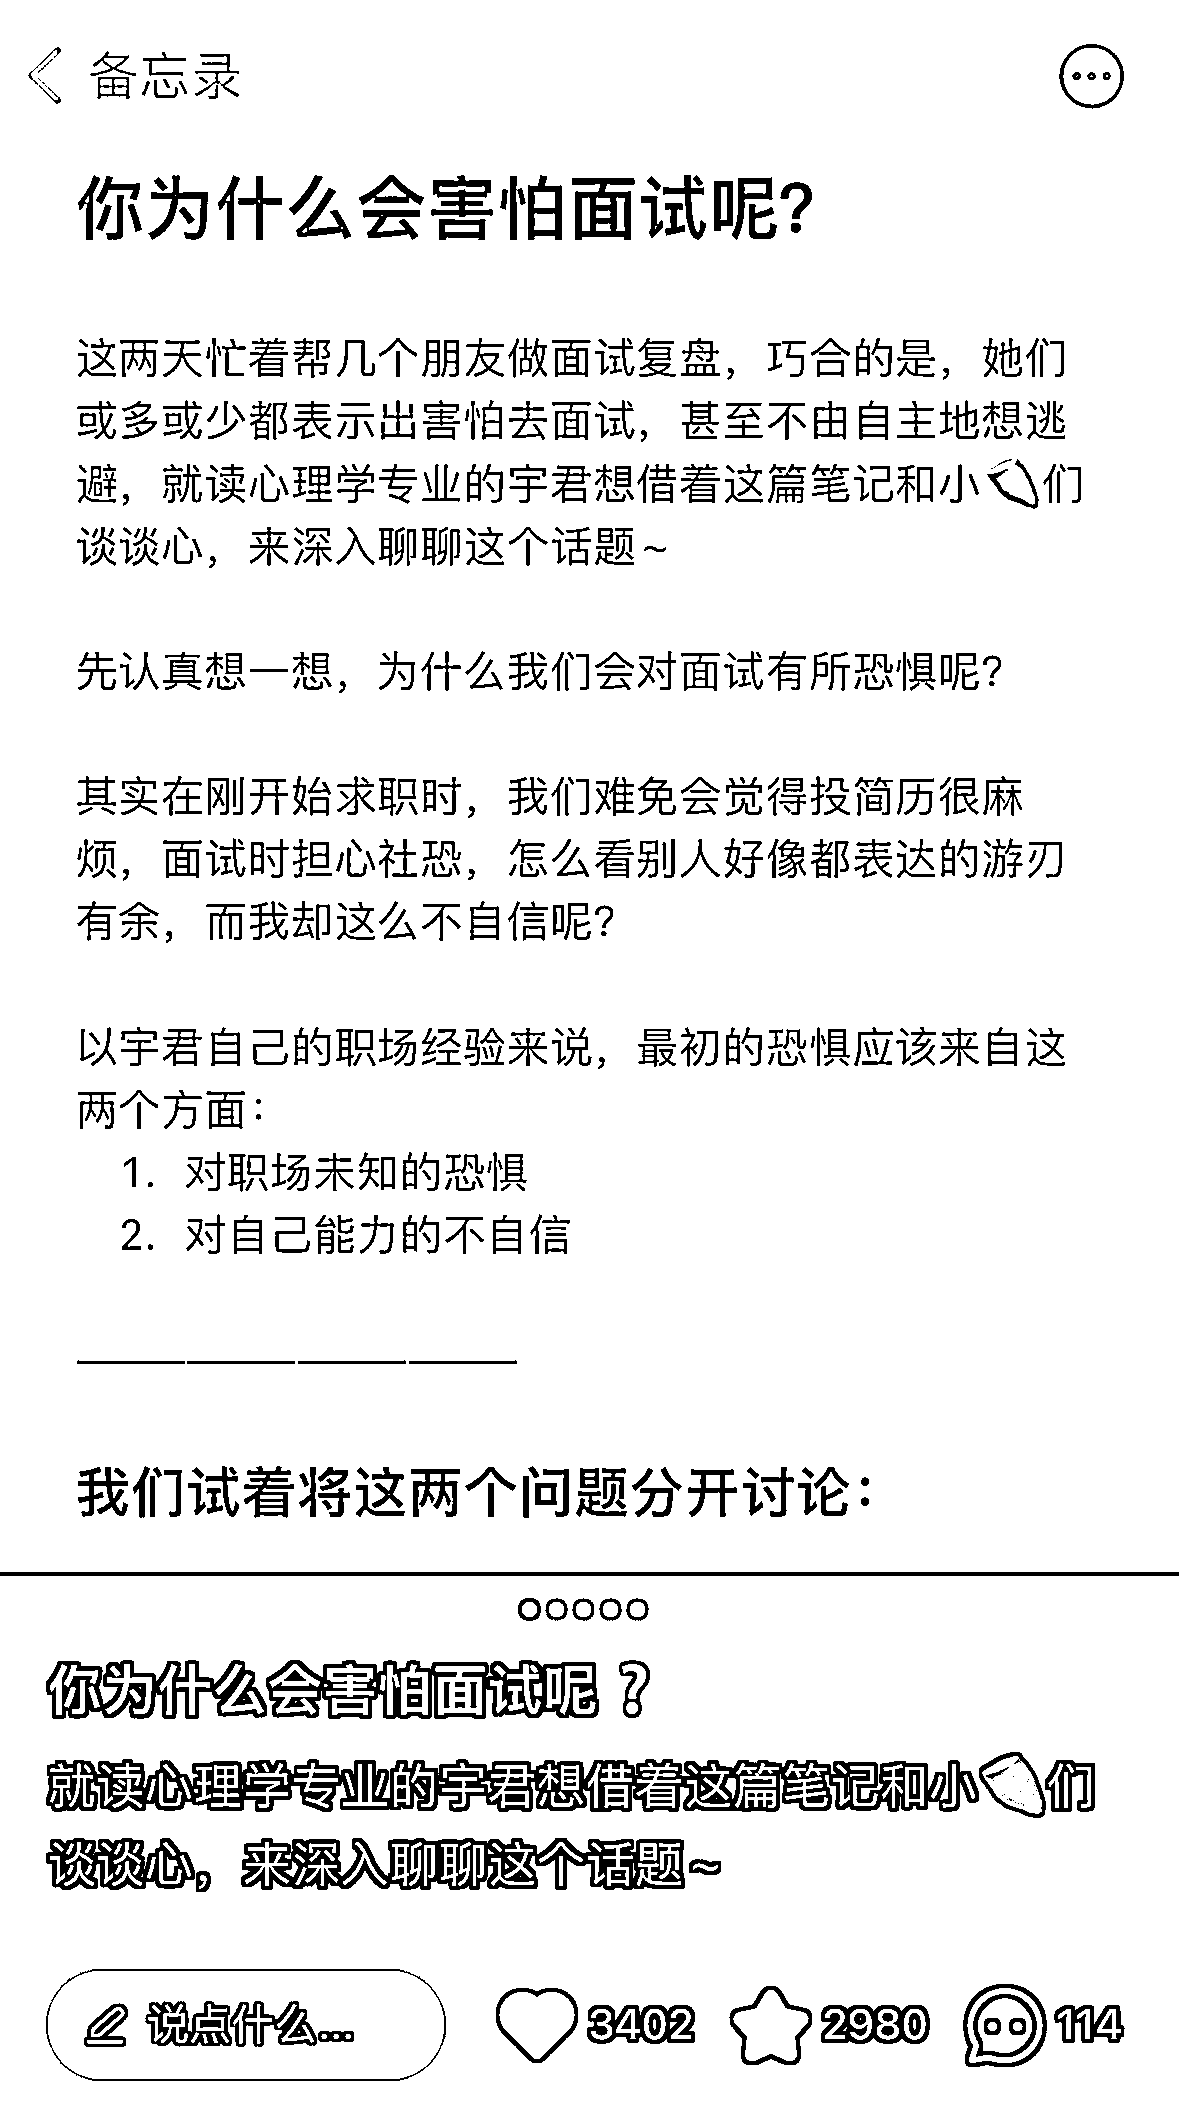 备忘录
你为什么会害怕面试呢?
这两天忙着帮几个朋友做面试复盘，巧合的是，她们
或多或少都表示出害怕去面试，甚至不由自主地想逃
避，就读心理学专业的宇君想借着这篇笔记和小🍠们
谈谈心，来深入聊聊这个话题~
先认真想一想，为什么我们会对面试有所恐惧呢?
其实在刚开始求职时，我们难免会觉得投简历很麻
烦，面试时担心社恐，怎么看别人好像都表达的游刃
有余，而我却这么不自信呢?
以宇君自己的职场经验来说，最初的恐惧应该来自这
两个方面：
1. 对职场未知的恐惧
2. 对自己能力的不自信
————————
我们试着将这两个问题分开讨论：
你为什么会害怕面试呢❓
就读心理学专业的宇君想借着这篇笔记和小🍠们
谈谈心，来深入聊聊这个话题~
说点什么... 3402 2980 114